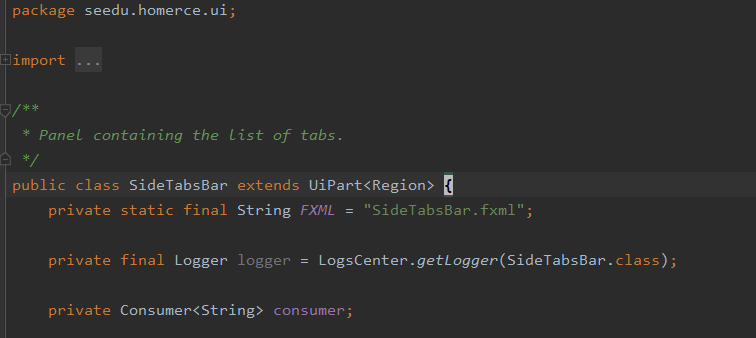 package seedu.homerce.ui;
import ...
/**
* Panel containing the list of tabs.
*/
public class SideTabsBar extends UiPart<Region> {
private static final String FXML = "SideTabsBar.fxml";
private final Logger logger = LogsCenter.getLogger(SideTabsBar.class);
private Consumer<String> consumer;